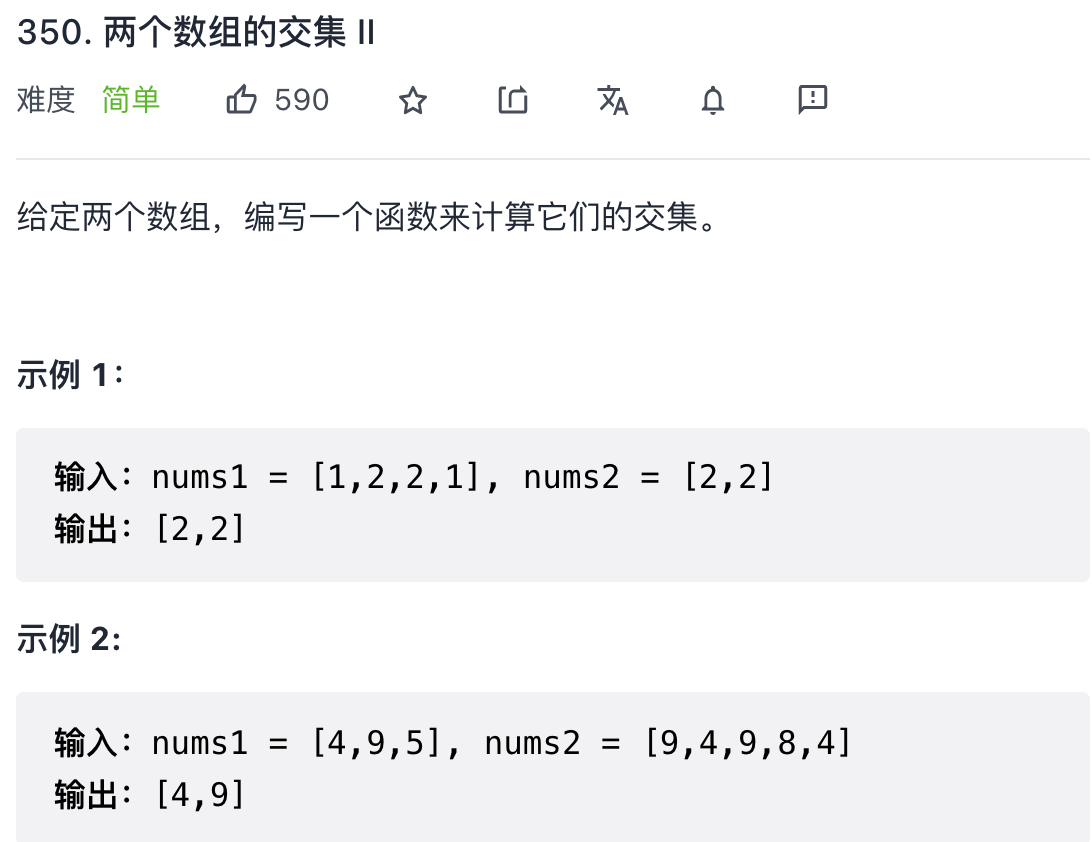 350. 两个数组的交集 II
难度 简单 590
给定两个数组，编写一个函数来计算它们的交集。
示例 1：
输入：nums1 = [1,2,2,1], nums2 = [2,2]
输出：[2,2]
示例 2:
输入：nums1 = [4,9,5], nums2 = [9,4,9,8,4]
输出：[4,9]